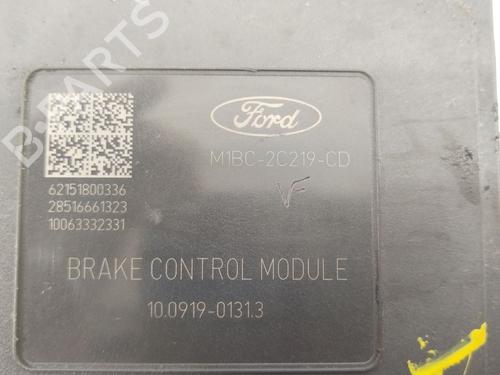 B-PARTS
Ford
M1BC-2C219-CD
VF
62151800336
28516661323
10063332331
BRAKE CONTROL MODULE
10.0919-0131.3